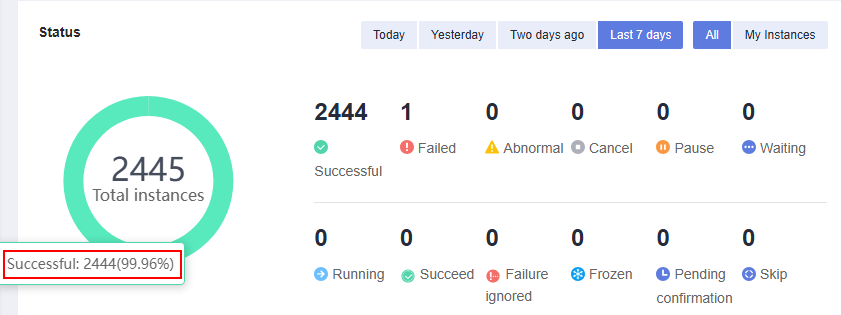 Status
Today Yesterday Two days ago Last 7 days All My Instances
2444 1 0 0 0 0
Successful Failed Abnormal Cancel Pause Waiting
2445
Total instances
Successful: 2444(99.96%)
0 0 0 0 0 0
Running Succeed Failure ignored Frozen Pending confirmation Skip